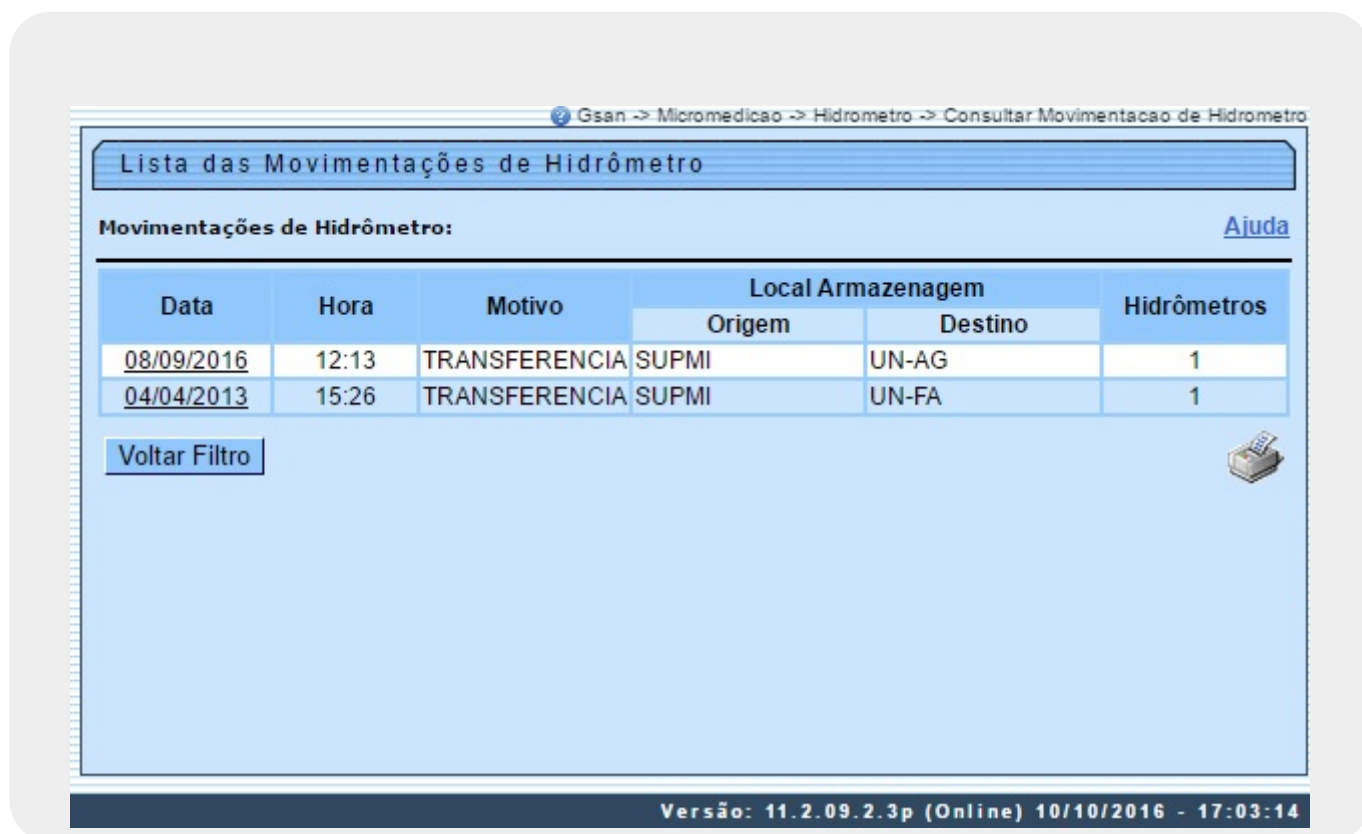 Gsan -> Micromedicao -> Hidrometro -> Consultar Movimentacao de Hidrometro
Lista das Movimentações de Hidrômetro
Movimentações de Hidrômetro: Ajuda
Data Hora Motivo Local Armazenagem Hidrômetros
Origem Destino
08/09/2016 12:13 TRANSFERENCIA SUPMI UN-AG 1
04/04/2013 15:26 TRANSFERENCIA SUPMI UN-FA 1
Voltar Filtro
Versão: 11.2.09.2.3p (Online) 10/10/2016 - 17:03:14